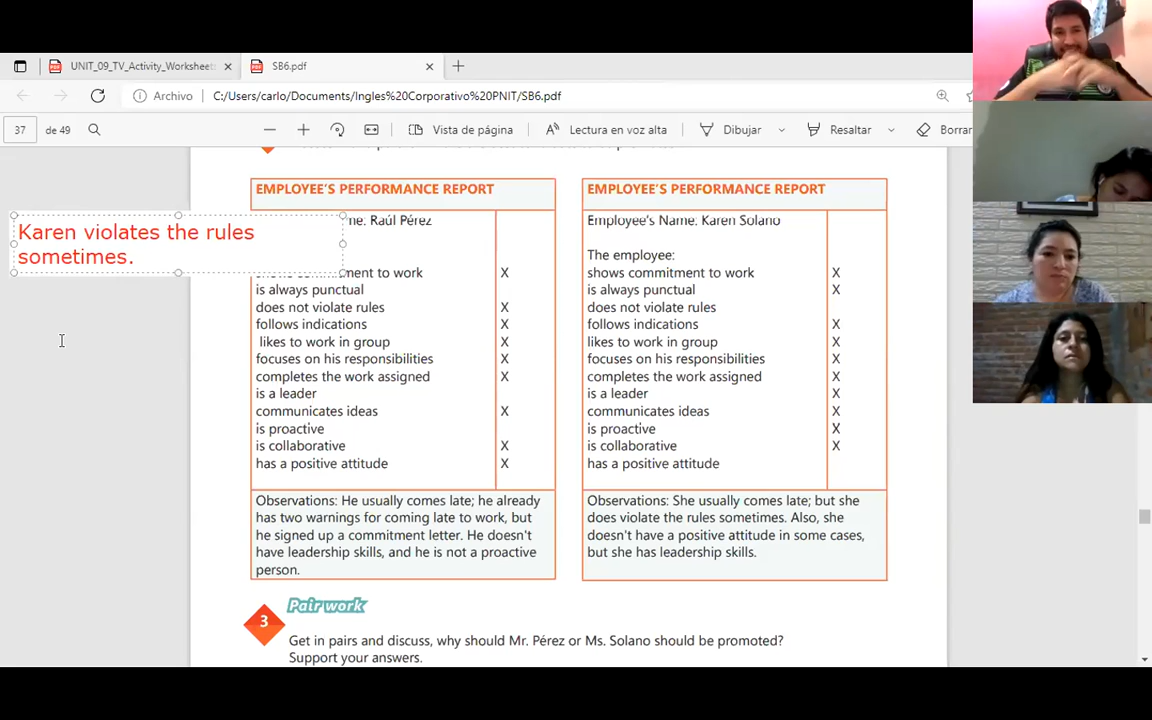 UNIT_09_TV_Activity_Worksheet
SB6.pdf
Archivo
C:/Users/carlo/Documents/Ingles%20Corporativo%20PNIT/SB6.pdf
37
de 49
Vista de página
Lectura en voz alta
Dibujar
Resaltar
Borrar
Karen violates the rules
sometimes.
EMPLOYEE'S PERFORMANCE REPORT
Raúl Pérez
shows commitment to work X
is always punctual
does not violate rules X
follows indications X
likes to work in group X
focuses on his responsibilities X
completes the work assigned X
is a leader
communicates ideas X
is proactive
is collaborative X
has a positive attitude X
Observations: He usually comes late; he already
has two warnings for coming late to work, but
he signed up a commitment letter. He doesn't
have leadership skills, and he is not a proactive
person.
EMPLOYEE'S PERFORMANCE REPORT
Employee's Name: Karen Solano
The employee:
shows commitment to work X
is always punctual X
does not violate rules
follows indications X
likes to work in group X
focuses on his responsibilities X
completes the work assigned X
is a leader X
communicates ideas X
is proactive X
is collaborative X
has a positive attitude
Observations: She usually comes late; but she
does violate the rules sometimes. Also, she
doesn't have a positive attitude in some cases,
but she has leadership skills.
3
Pair work
Get in pairs and discuss, why should Mr. Pérez or Ms. Solano should be promoted?
Support your answers.